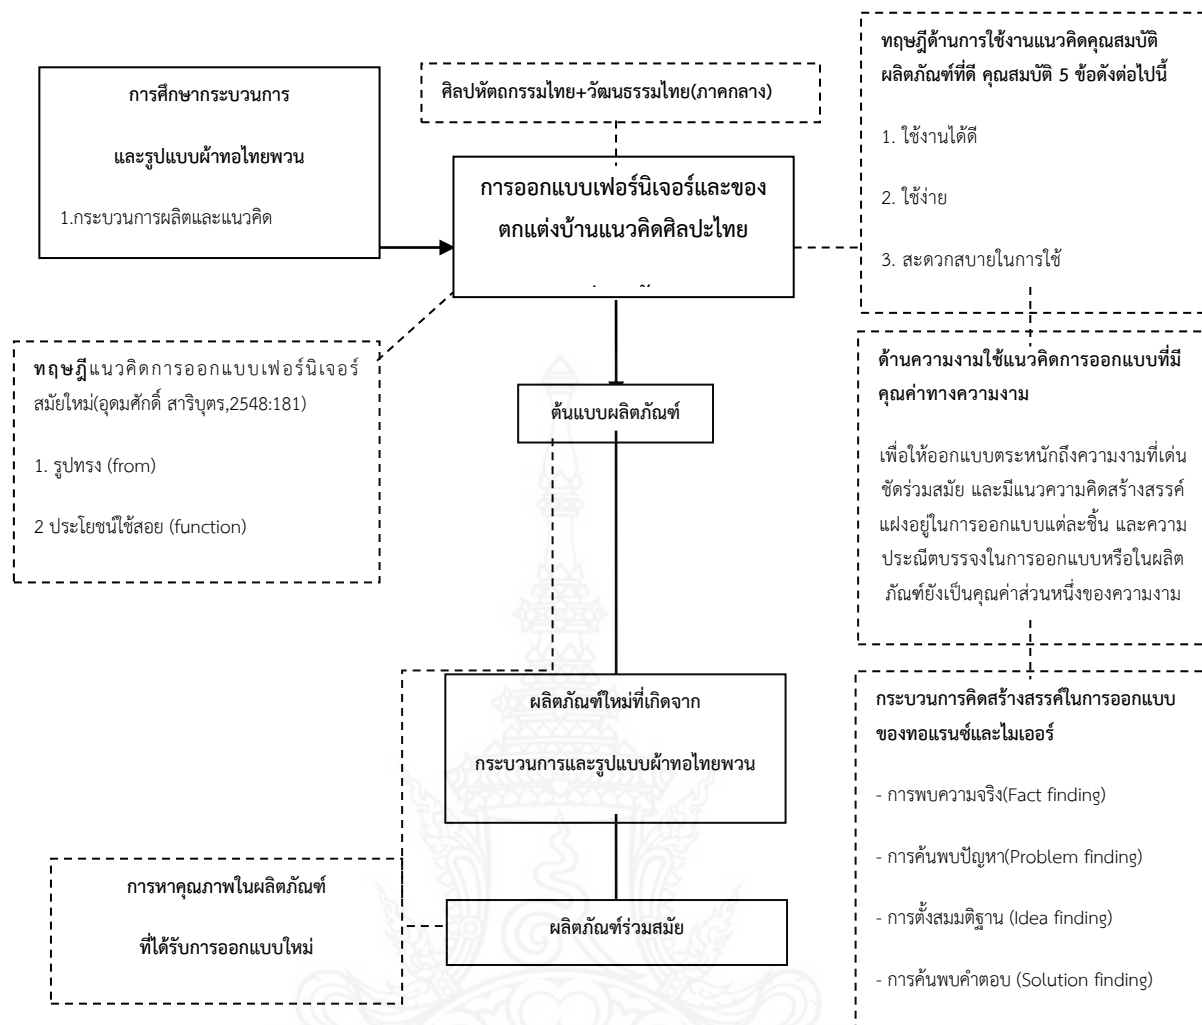 การศึกษากระบวนการ
และรูปแบบผ้าทอไทยพวน
1.กระบวนการผลิตและแนวคิด
ศิลปหัตถกรรมไทย+วัฒนธรรมไทย(ภาคกลาง)
การออกแบบเฟอร์นิเจอร์และของ
ตกแต่งบ้านแนวคิดศิลปะไทย
ทฤษฎีด้านการใช้งานแนวคิดคุณสมบัติ
ผลิตภัณฑ์ที่ดี คุณสมบัติ 5 ข้อดังต่อไปนี้
1. ใช้งานได้ดี
2. ใช้ง่าย
3. สะดวกสบายในการใช้
ทฤษฎีแนวคิดการออกแบบเฟอร์นิเจอร์
สมัยใหม่(อุดมศักดิ์ สาริบุตร,2548:181)
1. รูปทรง (from)
2 ประโยชน์ใช้สอย (function)
ต้นแบบผลิตภัณฑ์
ด้านความงามใช้แนวคิดการออกแบบที่มี
คุณค่าทางความงาม
เพื่อให้ออกแบบตระหนักถึงความงามที่เด่น
ชัดร่วมสมัย และมีแนวความคิดสร้างสรรค์
แฝงอยู่ในการออกแบบแต่ละชิ้น และความ
ประณีตบรรจงในการออกแบบหรือในผลิต
ภัณฑ์ยังเป็นคุณค่าส่วนหนึ่งของความงาม
ผลิตภัณฑ์ใหม่ที่เกิดจาก
กระบวนการและรูปแบบผ้าทอไทยพวน
กระบวนการคิดสร้างสรรค์ในการออกแบบ
ของทอแรนซ์และไมเออร์
- การพบความจริง(Fact finding)
- การค้นพบปัญหา(Problem finding)
- การตั้งสมมติฐาน (Idea finding)
- การค้นพบคำตอบ (Solution finding)
การหาคุณภาพในผลิตภัณฑ์
ที่ได้รับการออกแบบใหม่
ผลิตภัณฑ์ร่วมสมัย